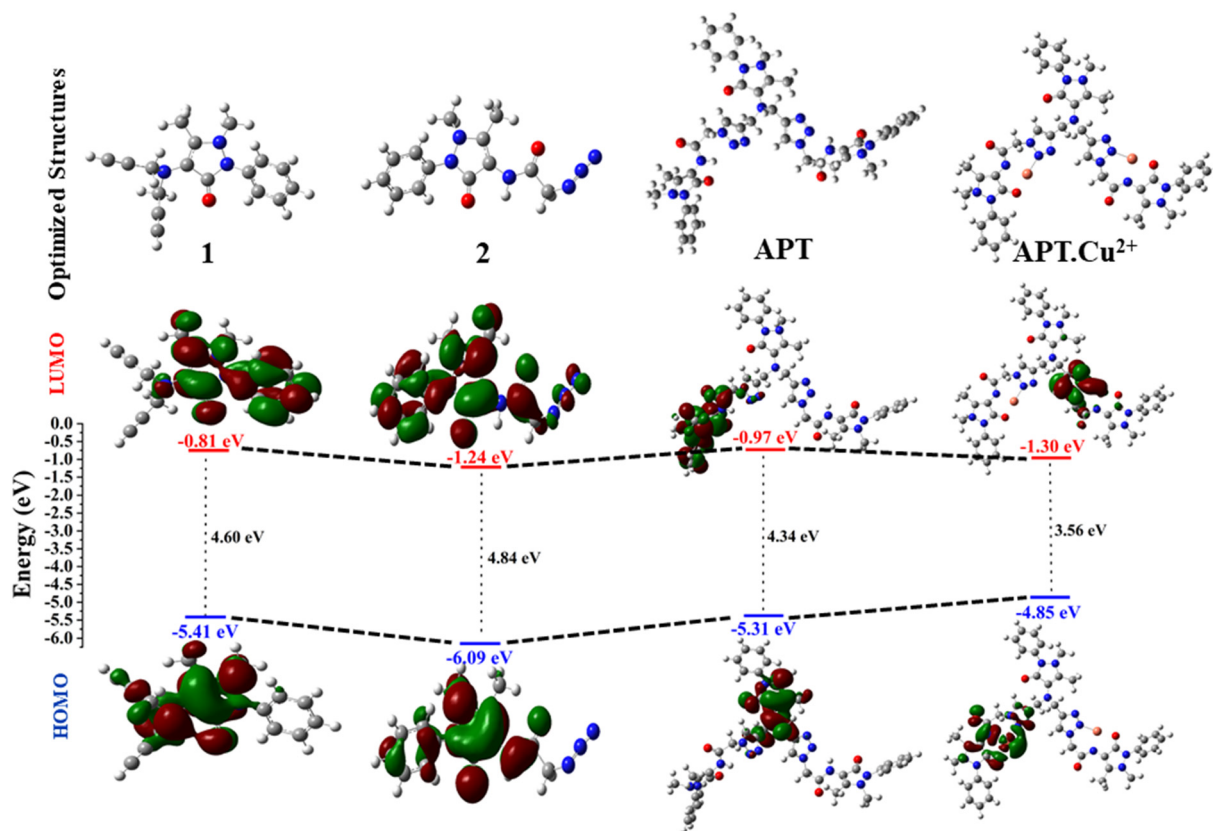 Optimized Structures
1
2
APT
APT.Cu²⁺
LUMO
Energy (eV)
0.0
-0.5
-1.0
-1.5
-2.0
-2.5
-3.0
-3.5
-4.0
-4.5
-5.0
-5.5
-6.0
-0.81 eV
-1.24 eV
-0.97 eV
-1.30 eV
4.60 eV
4.84 eV
4.34 eV
3.56 eV
-5.41 eV
-6.09 eV
-5.31 eV
-4.85 eV
HOMO